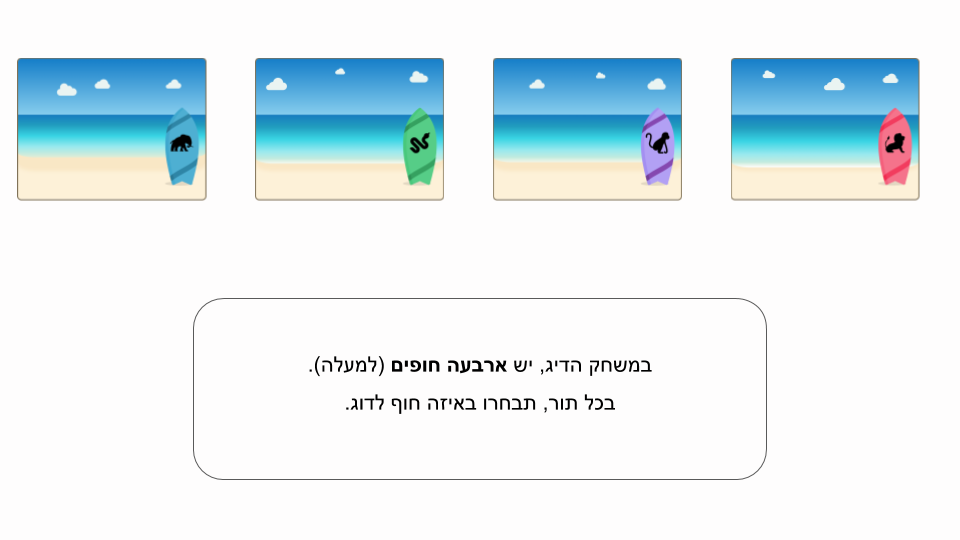 במשחק הדיג, יש ארבעה חופים (למעלה).
בכל תור, תבחרו באיזה חוף לדוג.